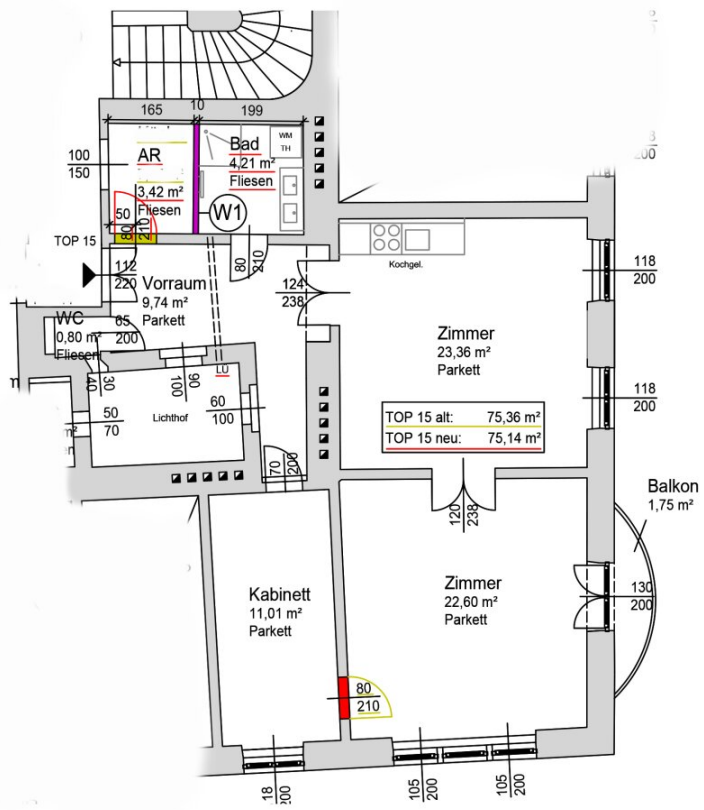 165
10
199
100
150
AR
3,42 m²
Fliesen
50
80
210
Bad
4,21 m²
Fliesen
WM
TH
W1
80
210
TOP 15
112
220
Vorraum
9,74 m²
Parkett
124
238
WC
0,80 m²
Fliesen
65
200
30
40
90
100
LÜ
50
70
Lichthof
60
100
70
200
Kochgel.
118
200
Zimmer
23,36 m²
Parkett
118
200
TOP 15 alt: 75,36 m²
TOP 15 neu: 75,14 m²
120
238
Balkon
1,75 m²
Kabinett
11,01 m²
Parkett
Zimmer
22,60 m²
Parkett
130
200
80
210
18
200
105
200
105
200
200